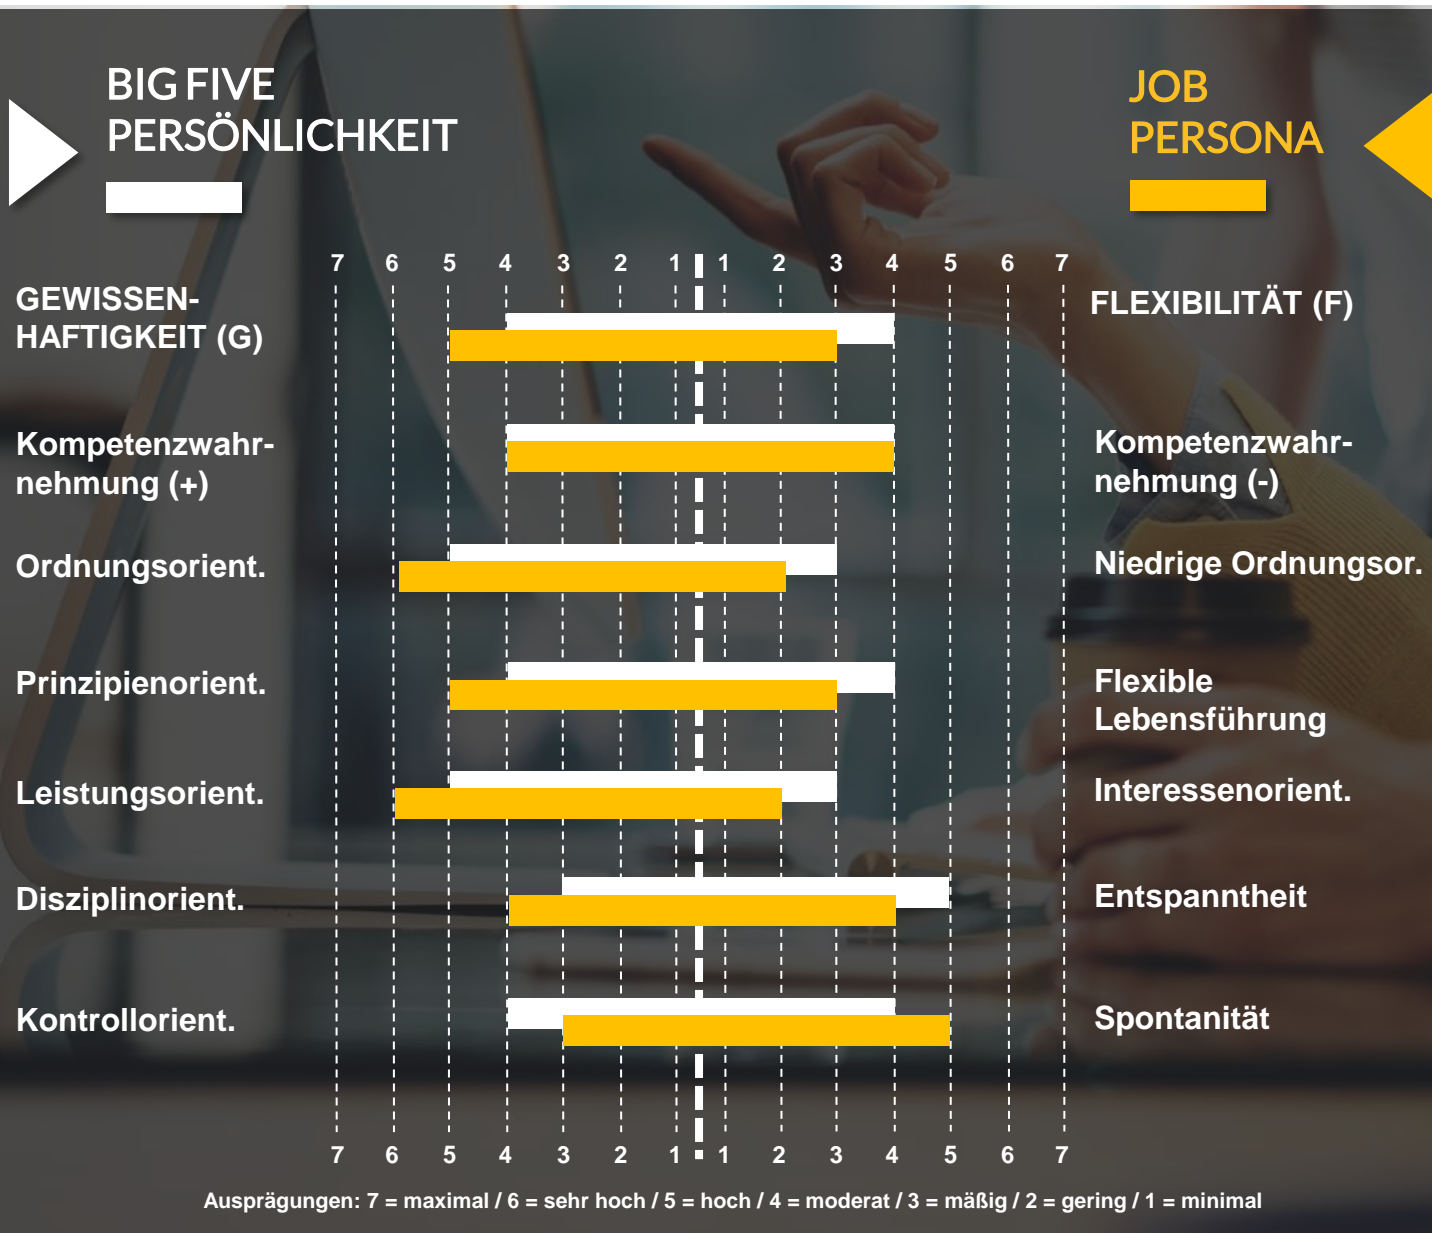 BIG FIVE
PERSÖNLICHKEIT
JOB
PERSONA
7 6 5 4 3 2 1 1 2 3 4 5 6 7
GEWISSEN-
HAFTIGKEIT (G)
FLEXIBILITÄT (F)
Kompetenzwahr-
nehmung (+)
Kompetenzwahr-
nehmung (-)
Ordnungsorient.
Niedrige Ordnungsor.
Prinzipienorient.
Flexible
Lebensführung
Leistungsorient.
Interessenorient.
Disziplinorient.
Entspanntheit
Kontrollorient.
Spontanität
7 6 5 4 3 2 1 1 2 3 4 5 6 7
Ausprägungen: 7 = maximal / 6 = sehr hoch / 5 = hoch / 4 = moderat / 3 = mäßig / 2 = gering / 1 = minimal